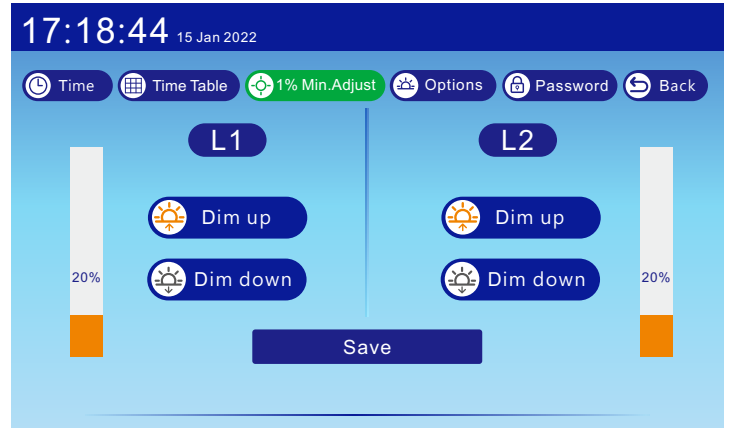 17:18:44 15 Jan 2022
Time Time Table 1% Min.Adjust Options Password Back
L1 L2
Dim up Dim up
20% Dim down Dim down 20%
Save